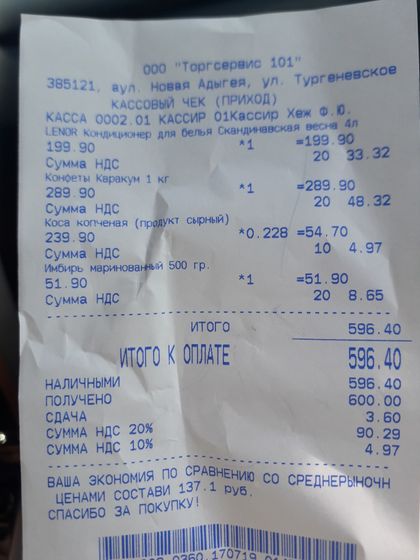 ООО "Торгсервис 101"
385121, аул. Новая Адыгея, ул. Тургеневское
КАССОВЫЙ ЧЕК (ПРИХОД)
КАССА 0002.01 КАССИР 01Кассир Хеж Ф.Ю.
LENOR Кондиционер для белья Скандинавская весна 4л
199.90 *1 =199.90
Сумма НДС 20 33.32
Конфеты Каракум 1 кг
289.90 *1 =289.90
Сумма НДС 20 48.32
Коса копченая (продукт сырный)
239.90 *0.228 =54.70
Сумма НДС 10 4.97
Имбирь маринованный 500 гр.
51.90 *1 =51.90
Сумма НДС 20 8.65
ИТОГО 596.40
ИТОГО К ОПЛАТЕ 596.40
НАЛИЧНЫМИ 596.40
ПОЛУЧЕНО 600.00
СДАЧА 3.60
СУММА НДС 20% 90.29
СУММА НДС 10% 4.97
ВАША ЭКОНОМИЯ ПО СРАВНЕНИЮ СО СРЕДНЕРЫНОЧН
ЦЕНАМИ СОСТАВИ 137.1 руб.
СПАСИБО ЗА ПОКУПКУ!